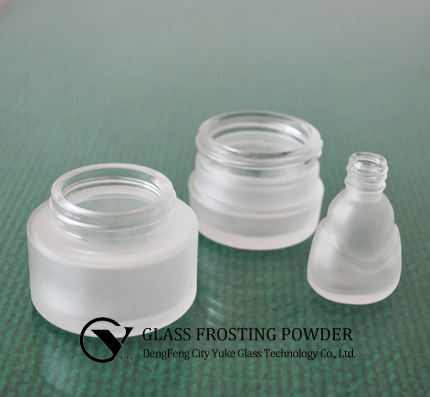 GLASS FROSTING POWDER
DengFeng City Yuke Glass Technology Co., Ltd.